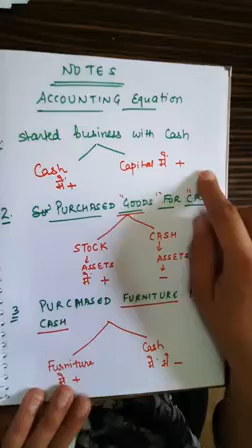 NOTES
ACCOUNTING EQUATION
Started business with Cash
Cash में + Capital में +
2. PURCHASED "GOODS" FOR "CA
STOCK में + CASH
↓ ASSETS + ↓ ASSETS -
3 PURCHASED FURNITURE
CASH
Furniture में + Cash में -